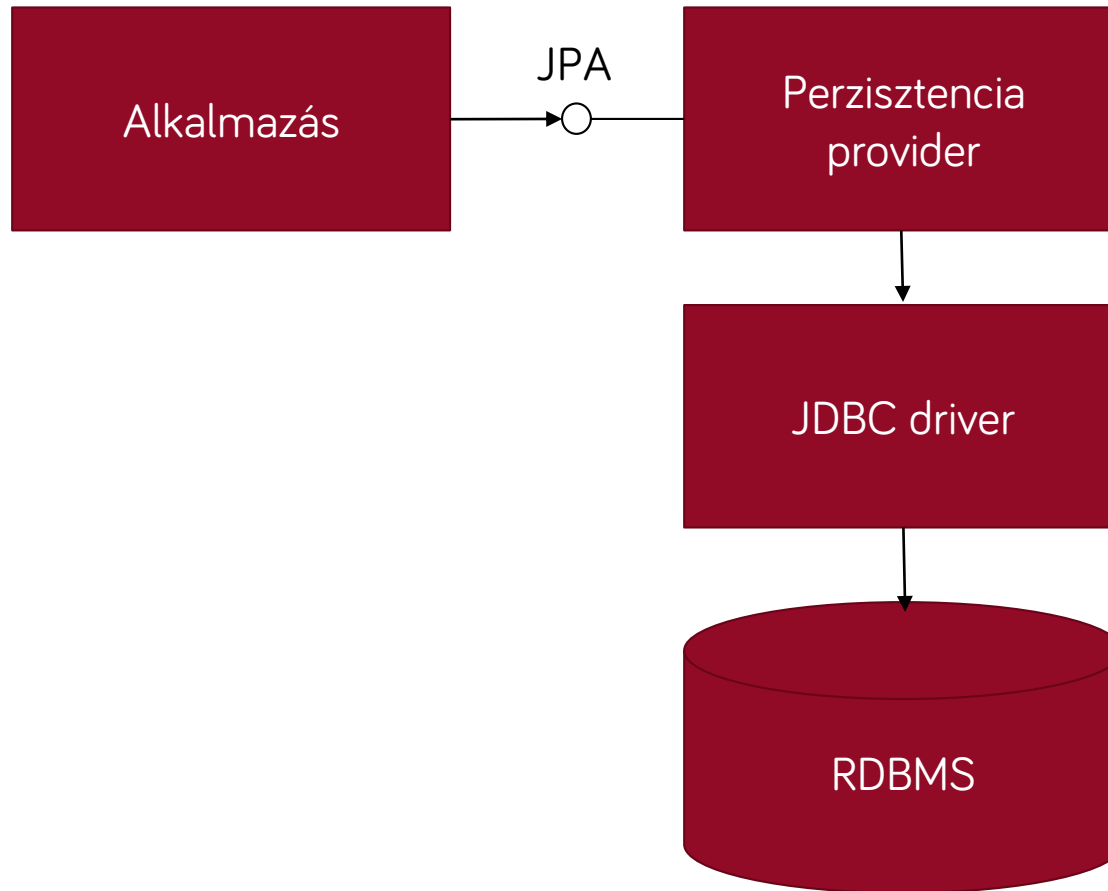 Alkalmazás
JPA
Perzisztencia
provider
JDBC driver
RDBMS